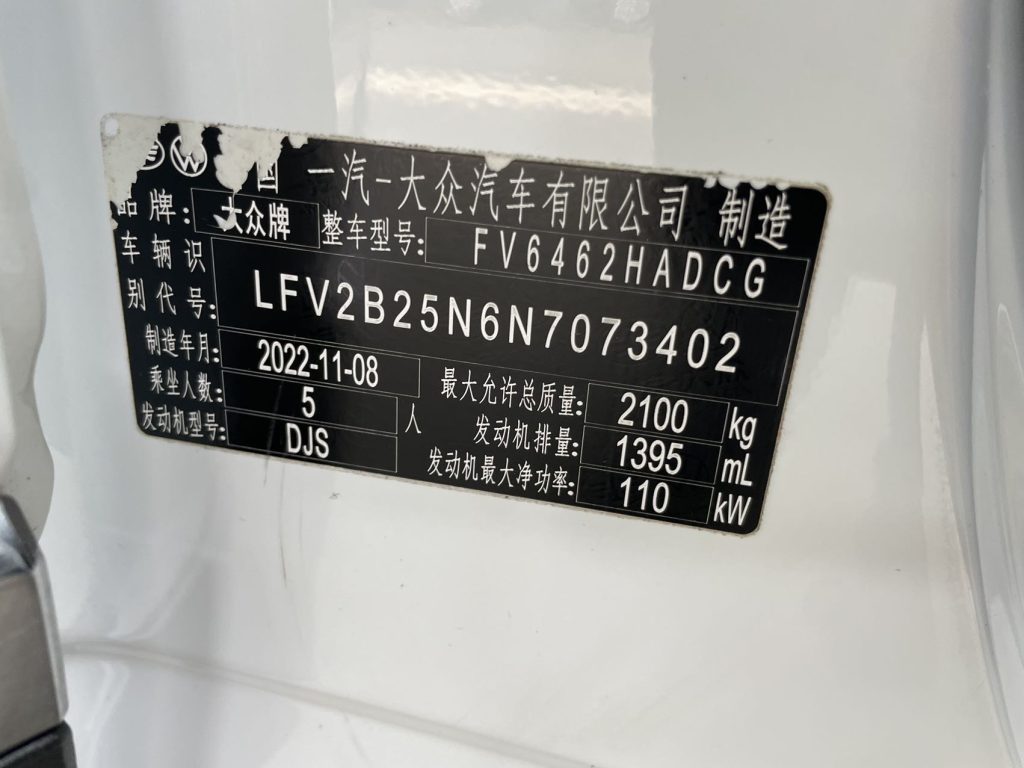 国 一汽-大众汽车有限公司 制造
品牌: 大众牌 整车型号: FV6462HADCG
车辆识
别代号: LFV2B25N6N7073402
制造年月: 2022-11-08 最大允许总质量: 2100 kg
乘坐人数: 5 人 发动机排量: 1395 mL
发动机型号: DJS 发动机最大净功率: 110 kW